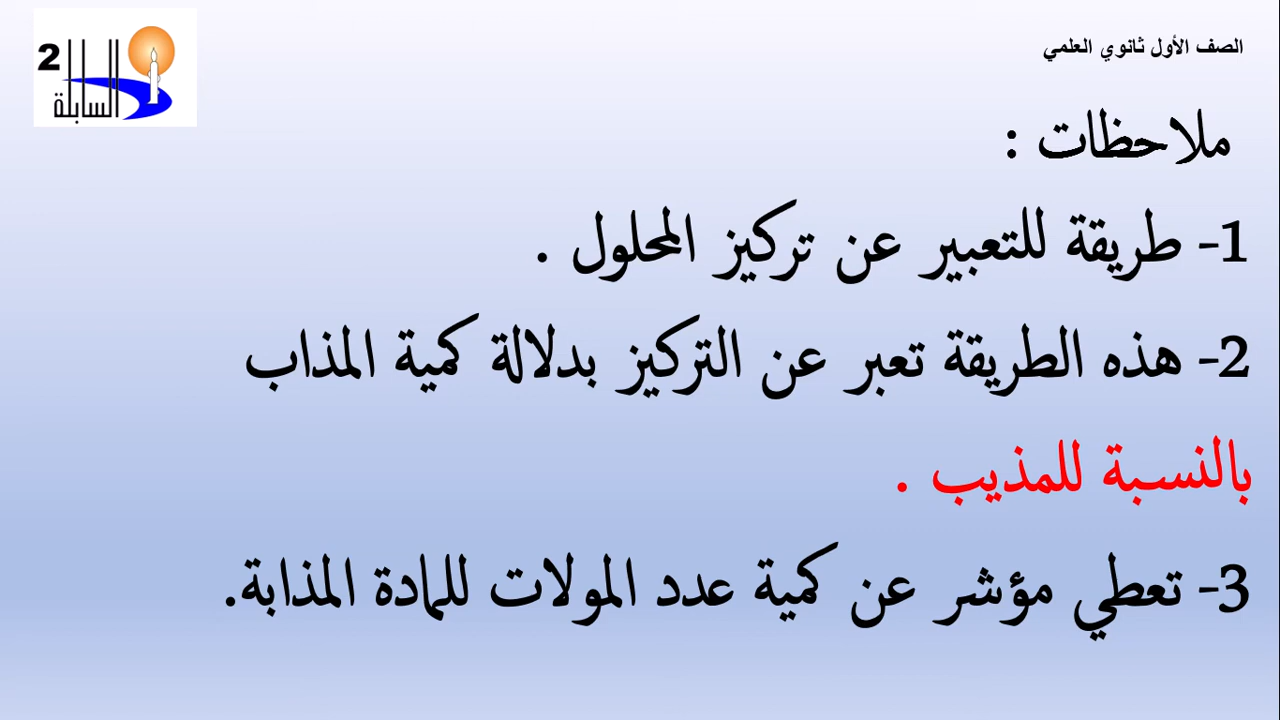 الصف الأول ثانوي العلمي
2
السابلة
ملاحظات :
1- طريقة للتعبير عن تركيز المحلول .
2- هذه الطريقة تعبر عن التركيز بدلالة كمية المذاب
بالنسبة للمذيب .
3- تعطي مؤشر عن كمية عدد المولات للمادة المذابة.